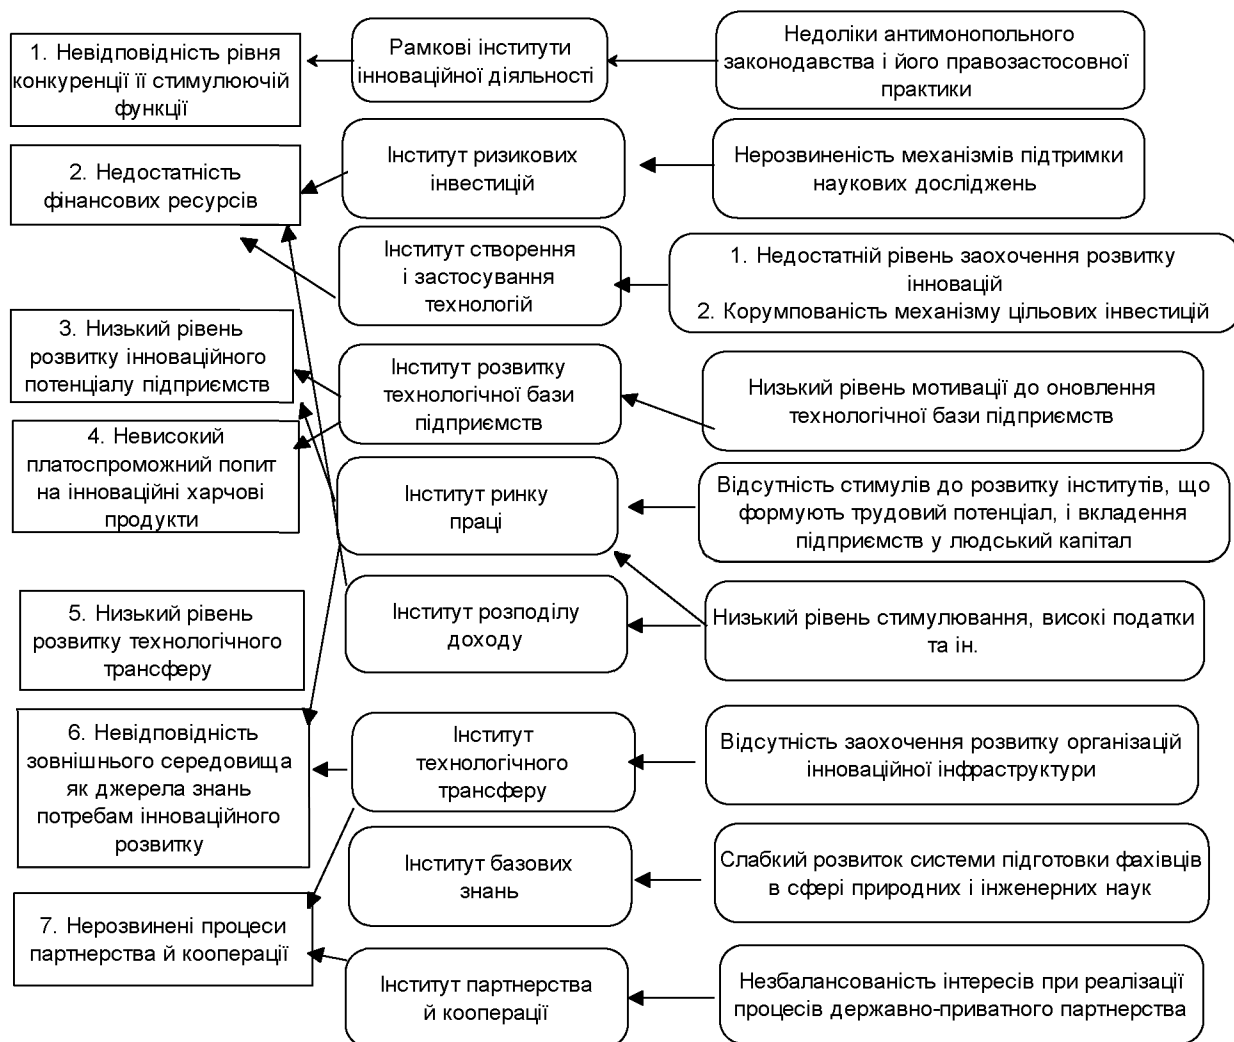 1. Невідповідність рівня
конкуренції її стимулюючій
функції
Рамкові інститути
інноваційної діяльності
Недоліки антимонопольного
законодавства і його правозастосовної
практики
2. Недостатність
фінансових ресурсів
Інститут ризикових
інвестицій
Нерозвиненість механізмів підтримки
наукових досліджень
Інститут створення
і застосування
технологій
1. Недостатній рівень заохочення розвитку
інновацій
2. Корумпованість механізму цільових інвестицій
3. Низький рівень
розвитку інноваційного
потенціалу підприємств
Інститут розвитку
технологічної бази
підприємств
Низький рівень мотивації до оновлення
технологічної бази підприємств
4. Невисокий
платоспроможний попит
на інноваційні харчові
продукти
Інститут ринку
праці
Відсутність стимулів до розвитку інститутів, що
формують трудовий потенціал, і вкладення
підприємств у людський капітал
5. Низький рівень
розвитку технологічного
трансферу
Інститут розподілу
доходу
Низький рівень стимулювання, високі податки
та ін.
6. Невідповідність
зовнішнього середовища
як джерела знань
потребам інноваційного
розвитку
Інститут
технологічного
трансферу
Відсутність заохочення розвитку організацій
інноваційної інфраструктури
Інститут базових
знань
Слабкий розвиток системи підготовки фахівців
в сфері природних і інженерних наук
7. Нерозвинені процеси
партнерства й кооперації
Інститут партнерства
й кооперації
Незбалансованість інтересів при реалізації
процесів державно-приватного партнерства